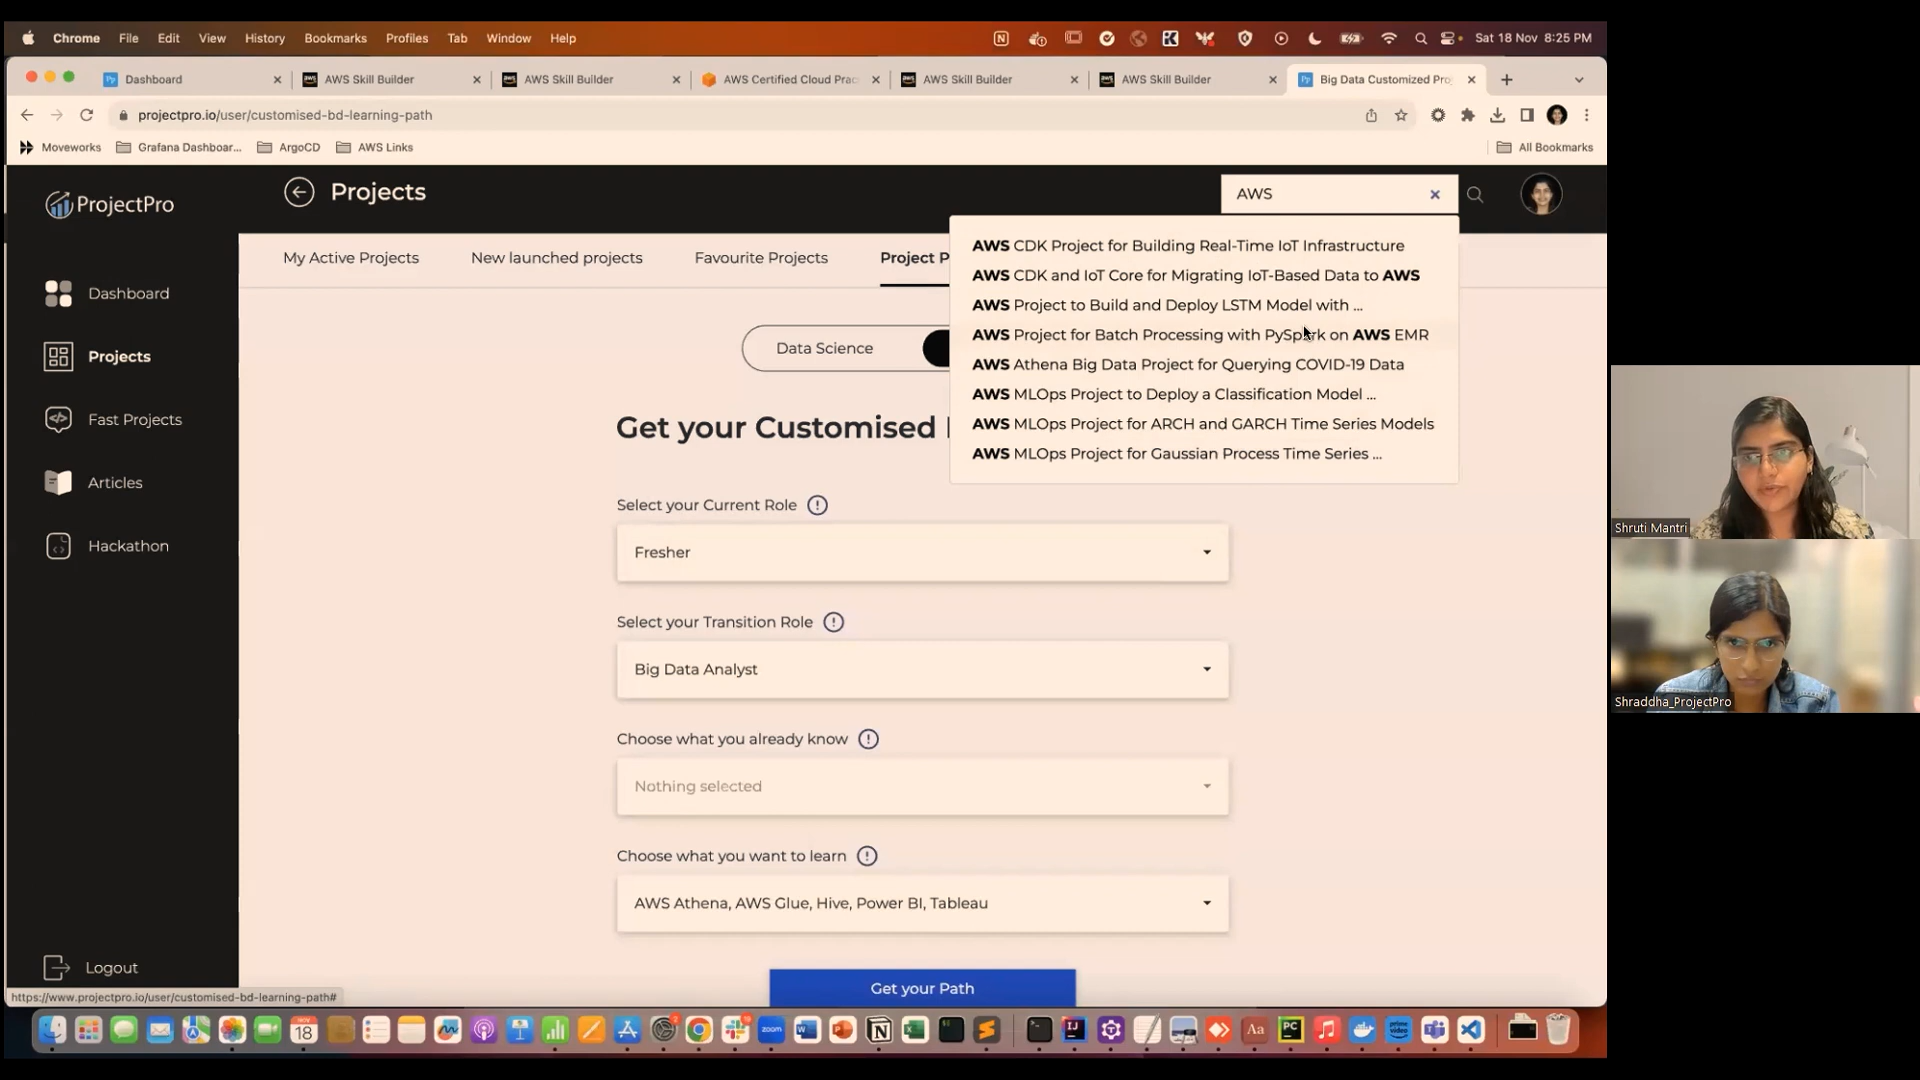 Chrome File Edit View History Bookmarks Profiles Tab Window Help Sat 18 Nov 8:25 PM
Dashboard AWS Skill Builder AWS Skill Builder AWS Certified Cloud Prac AWS Skill Builder AWS Skill Builder Big Data Customized Pro
projectpro.io/user/customised-bd-learning-path
Moveworks Grafana Dashboar... ArgoCD AWS Links All Bookmarks
ProjectPro
Projects
AWS
My Active Projects New launched projects Favourite Projects Project P
AWS CDK Project for Building Real-Time IoT Infrastructure
AWS CDK and IoT Core for Migrating IoT-Based Data to AWS
AWS Project to Build and Deploy LSTM Model with ...
AWS Project for Batch Processing with PySpark on AWS EMR
AWS Athena Big Data Project for Querying COVID-19 Data
AWS MLOps Project to Deploy a Classification Model ...
AWS MLOps Project for ARCH and GARCH Time Series Models
AWS MLOps Project for Gaussian Process Time Series ...
Dashboard
Projects
Fast Projects
Articles
Hackathon
Logout
Data Science
Get your Customised
Select your Current Role
Fresher
Select your Transition Role
Big Data Analyst
Choose what you already know
Nothing selected
Choose what you want to learn
AWS Athena, AWS Glue, Hive, Power BI, Tableau
Get your Path
https://www.projectpro.io/user/customised-bd-learning-path#
Shruti Mantri
Shraddha_ProjectPro
NOV
18
zoom
Aa
PC